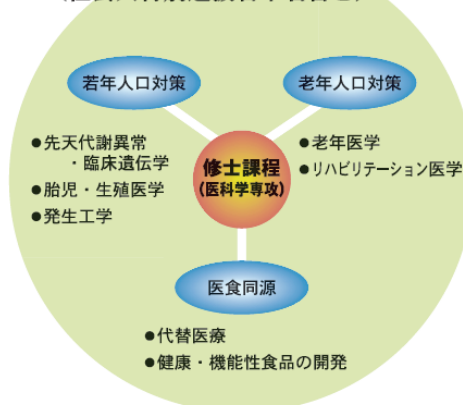 若年人口対策
老年人口対策
●先天代謝異常
・臨床遺伝学
●胎児・生殖医学
●発生工学
●老年医学
●リハビリテーション医学
修士課程
(医科学専攻)
医食同源
●代替医療
●健康・機能性食品の開発